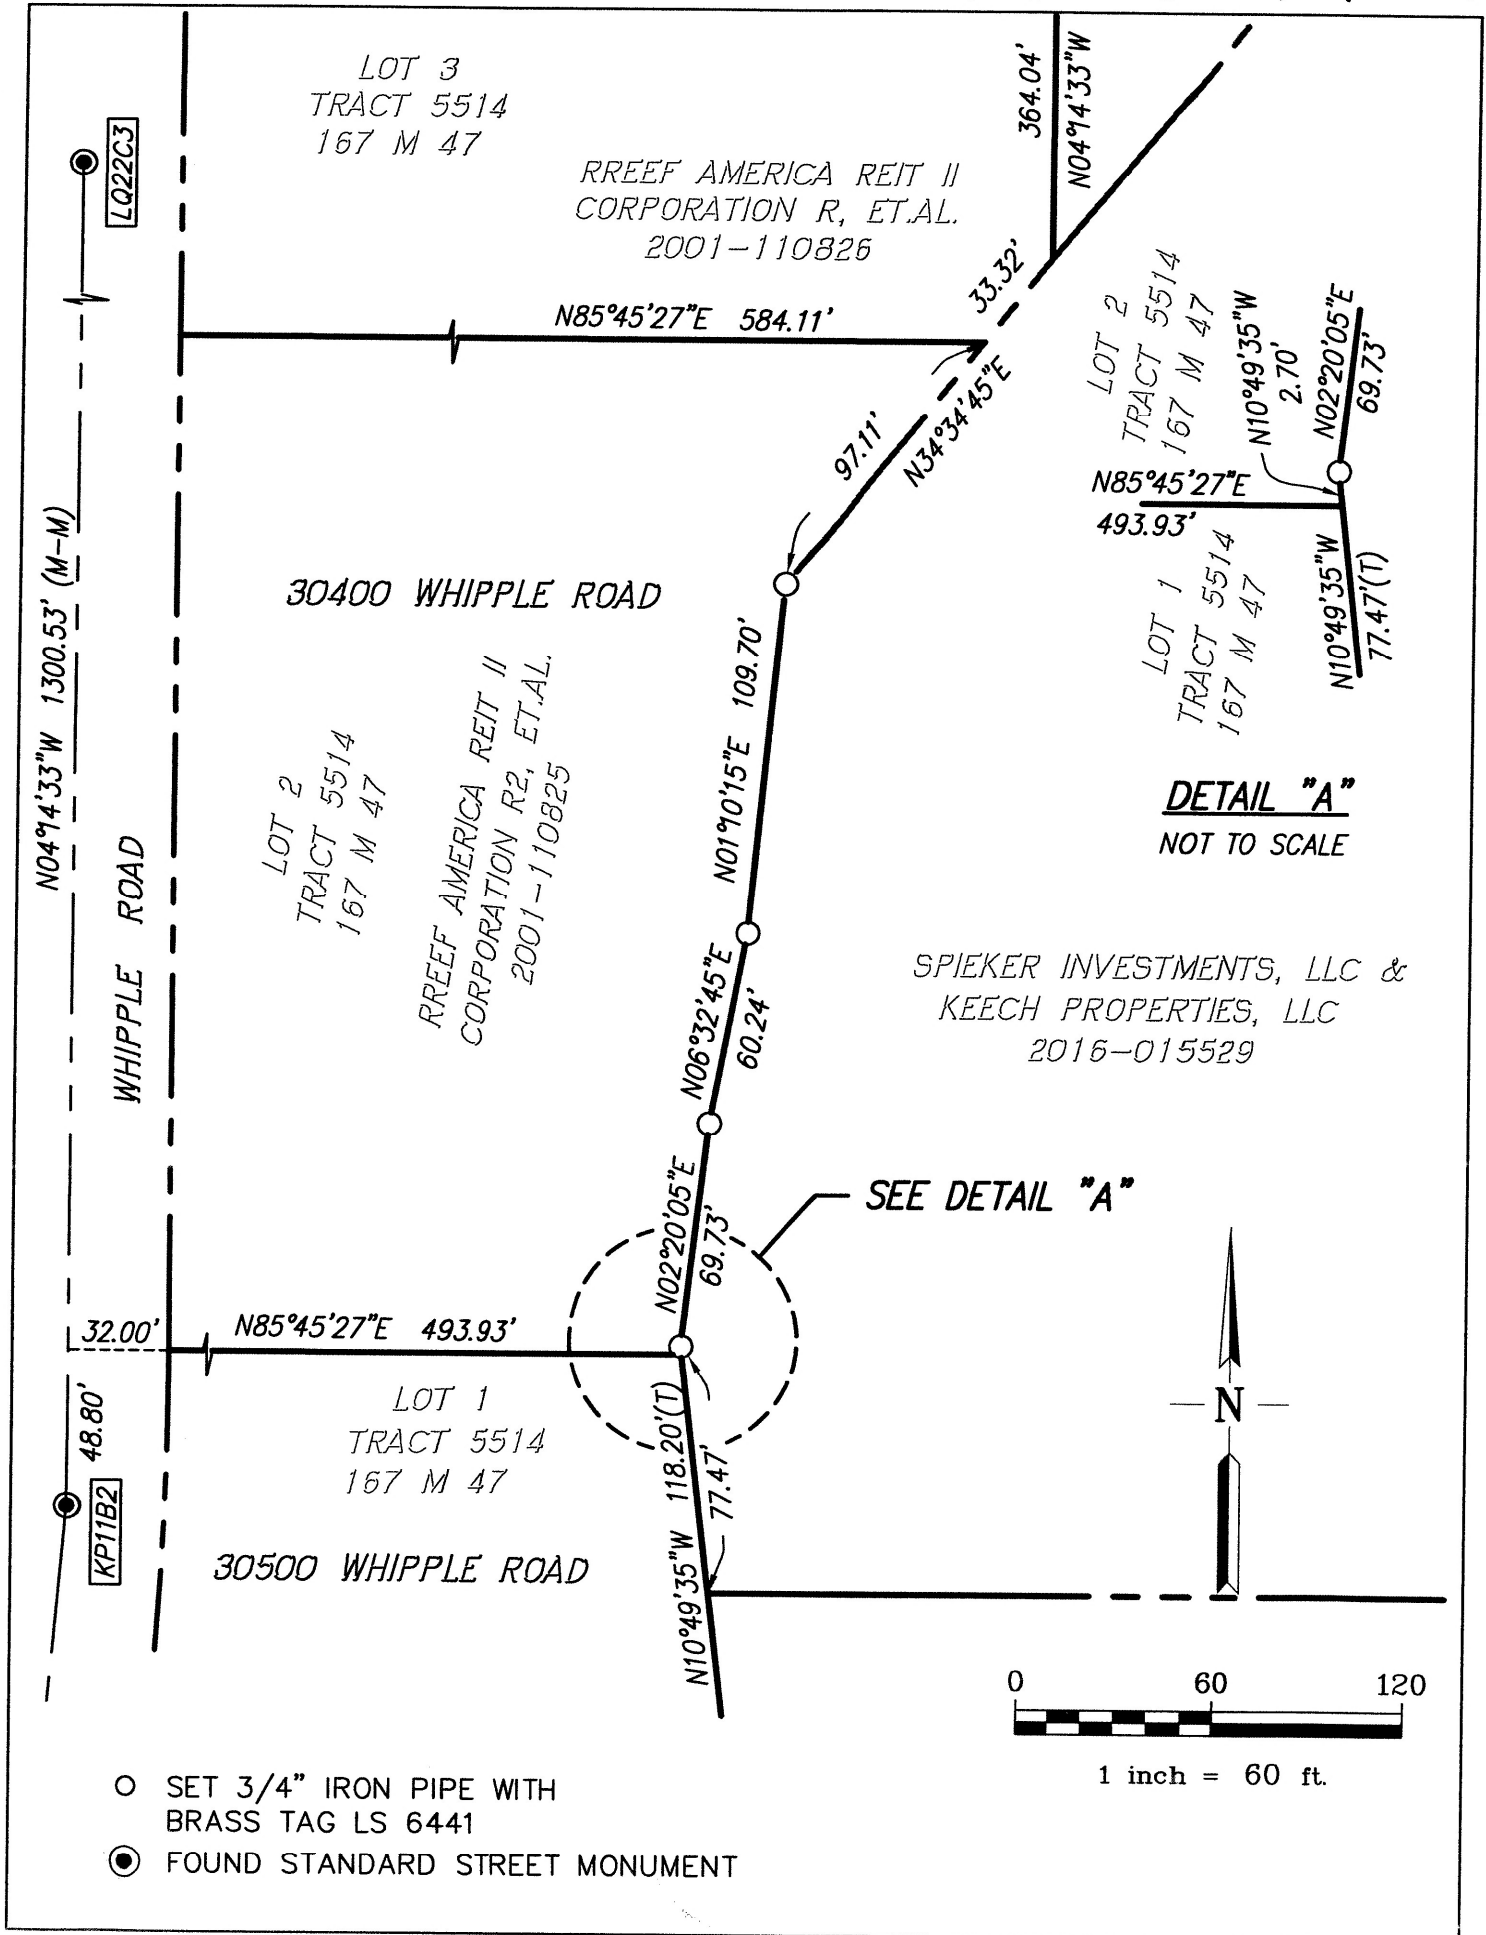 LOT 3
TRACT 5514
167 M 47
LQ22C3
RREEF AMERICA REIT II
CORPORATION R, ET.AL.
2001-110826
364.04'
N04°14'33"W
33.32'
N85°45'27"E 584.11'
97.11'
N34°34'45"E
LOT 2
TRACT 5514
167 M 47
N10°49'35"W
2.70'
N02°20'05"E
69.73'
N85°45'27"E
493.93'
LOT 1
TRACT 5514
167 M 47
N10°49'35"W
77.47'(T)
DETAIL "A"
NOT TO SCALE
N04°14'33"W 1300.53' (M-M)
WHIPPLE ROAD
30400 WHIPPLE ROAD
LOT 2
TRACT 5514
167 M 47
RREEF AMERICA REIT II
CORPORATION R2, ET.AL.
2001-110825
N01°10'15"E 109.70'
N06°32'45"E
60.24'
SPIEKER INVESTMENTS, LLC &
KEECH PROPERTIES, LLC
2016-015529
N02°20'05"E
69.73'
SEE DETAIL "A"
32.00'
N85°45'27"E 493.93'
48.80'
KP11B2
LOT 1
TRACT 5514
167 M 47
30500 WHIPPLE ROAD
N10°49'35"W 118.20'(T)
77.47'
N
0 60 120
1 inch = 60 ft.
SET 3/4" IRON PIPE WITH
BRASS TAG LS 6441
FOUND STANDARD STREET MONUMENT